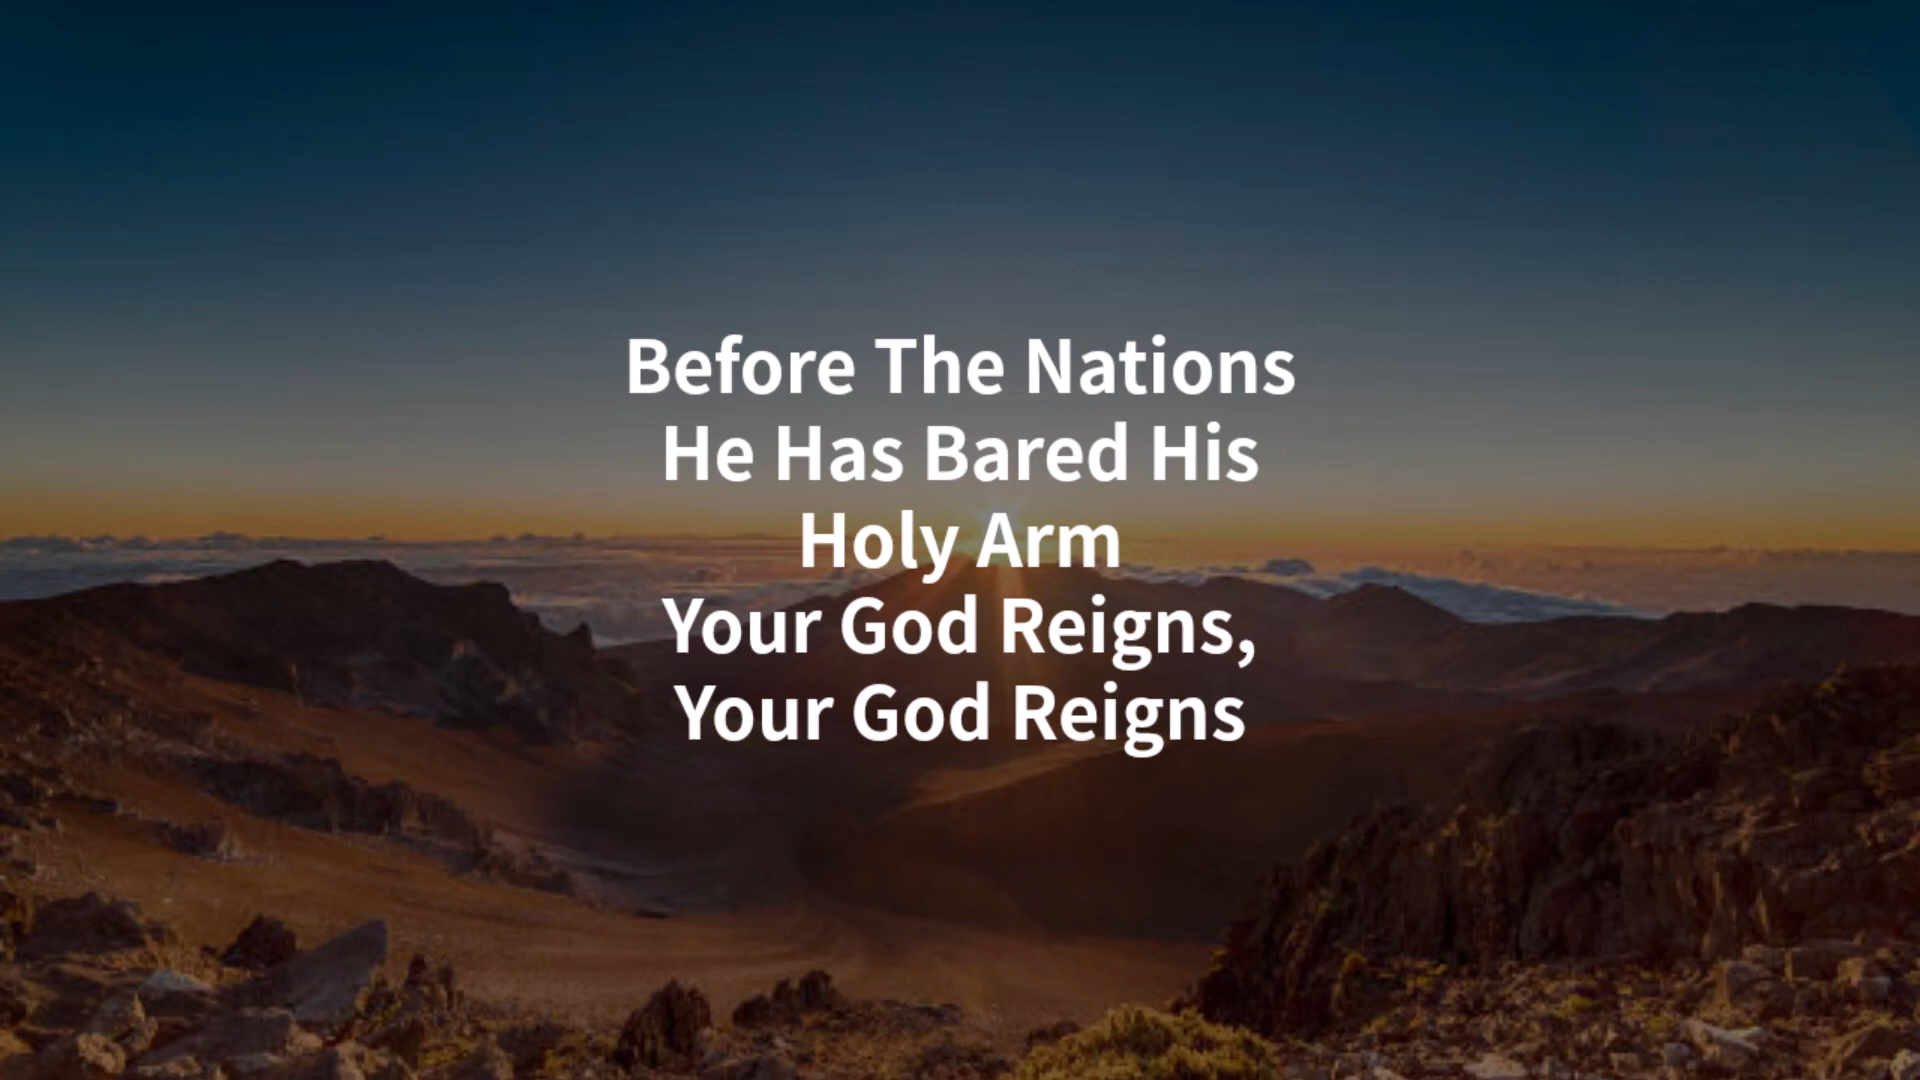 Before The Nations
He Has Bared His
Holy Arm
Your God Reigns,
Your God Reigns